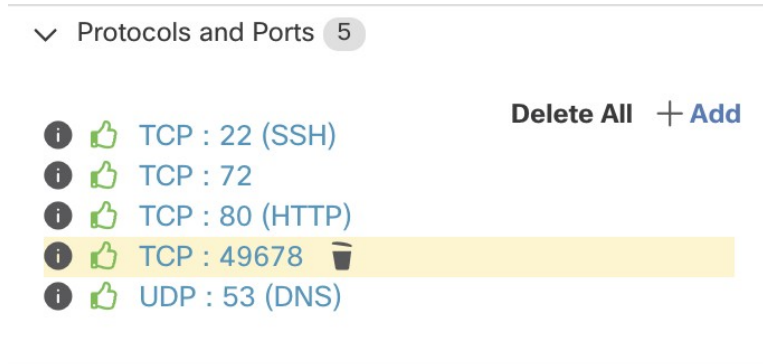 Protocols and Ports 5
Delete All + Add
TCP : 22 (SSH)
TCP : 72
TCP : 80 (HTTP)
TCP : 49678
UDP : 53 (DNS)